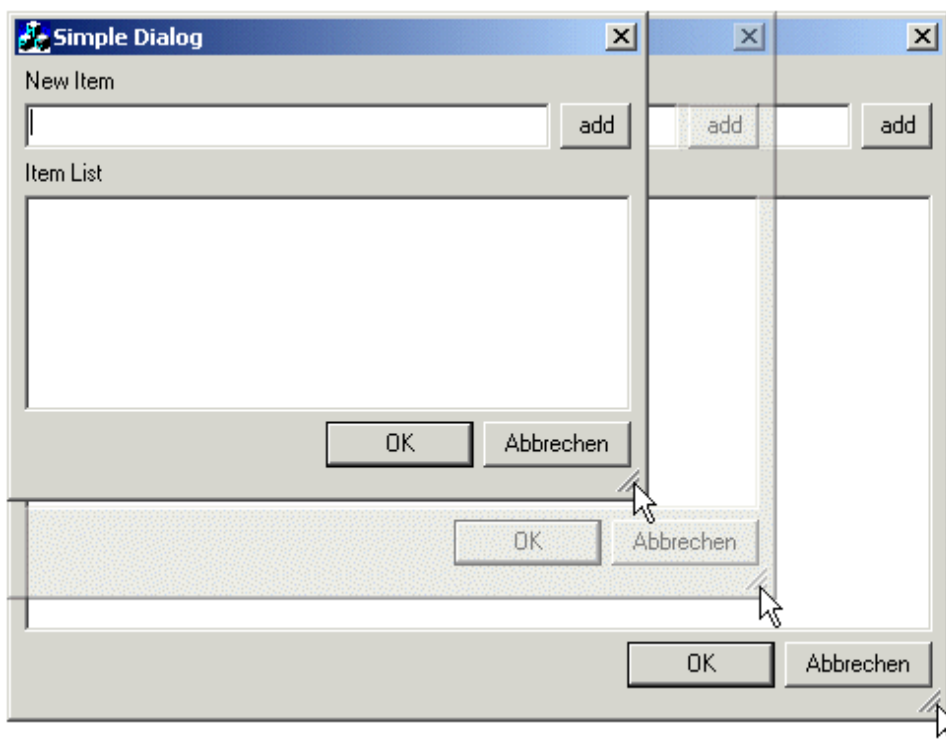 Simple Dialog
New Item
add add add
Item List
OK Abbrechen
OK Abbrechen
OK Abbrechen